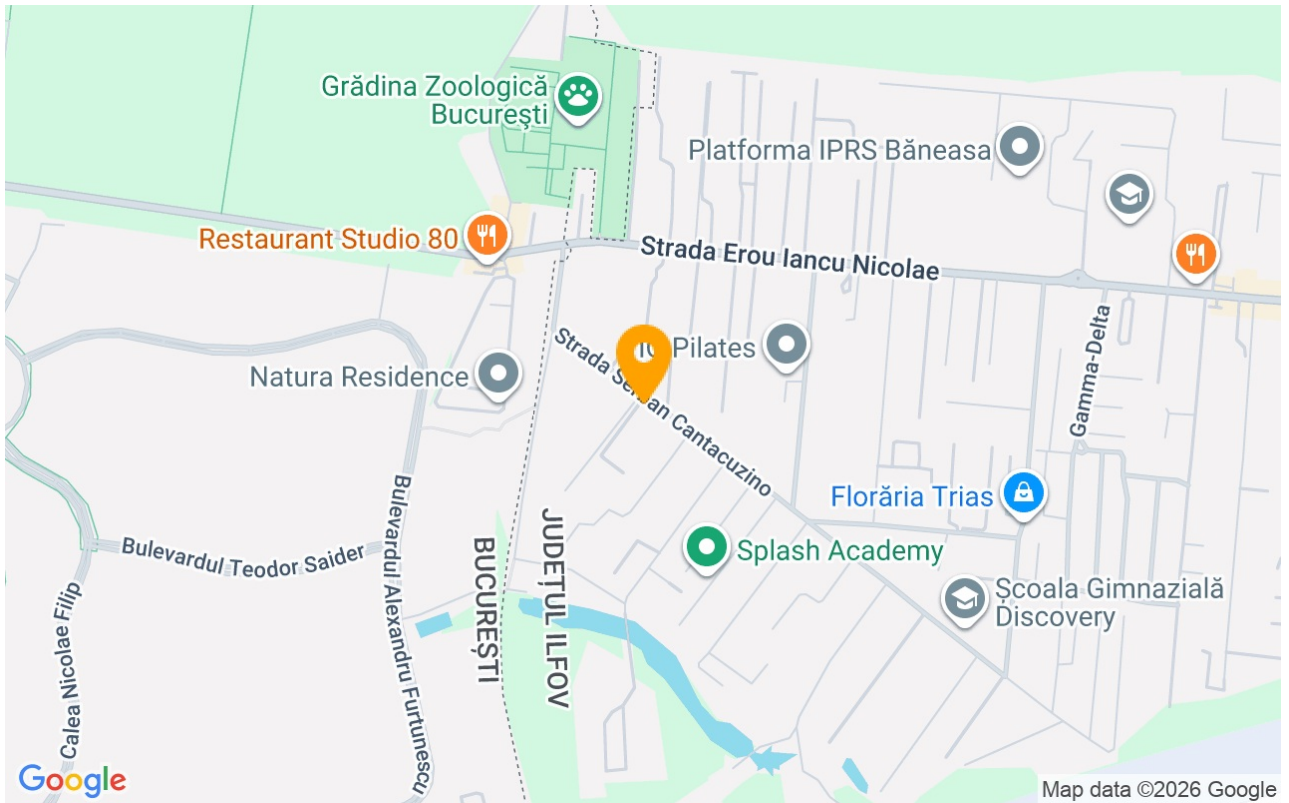 Grădina Zoologică
Bucureşti
Platforma IPRS Băneasa
Restaurant Studio 80
Strada Erou Iancu Nicolae
Pilates
Strada
Cantacuzino
Natura Residence
Gamma-Delta
Florăria Trias
Bulevardul Teodor Saider
Bulevardul Alexandru Furtunescu
BUCUREȘTI
JUDEȚUL ILFOV
Splash Academy
Școala Gimnazială
Discovery
Calea Nicolae Filip
Google
Map data ©2026 Google